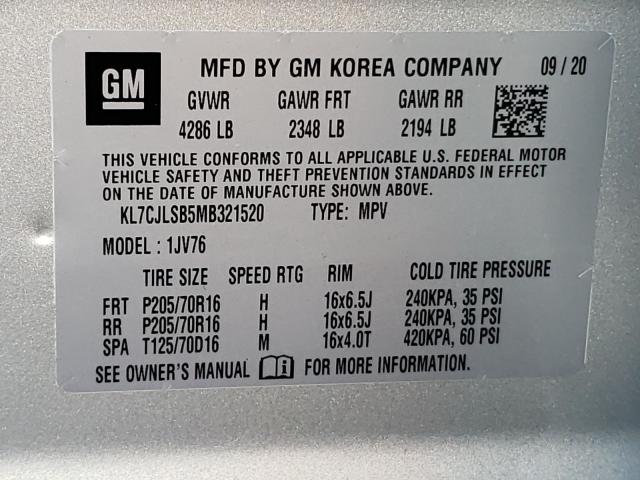 GM MFD BY GM KOREA COMPANY 09 / 20
GVWR GAWR FRT GAWR RR
4286 LB 2348 LB 2194 LB
THIS VEHICLE CONFORMS TO ALL APPLICABLE U.S. FEDERAL MOTOR
VEHICLE SAFETY AND THEFT PREVENTION STANDARDS IN EFFECT
ON THE DATE OF MANUFACTURE SHOWN ABOVE.
KL7CJLSB5MB321520 TYPE: MPV
MODEL : 1JV76
TIRE SIZE SPEED RTG RIM COLD TIRE PRESSURE
FRT P205/70R16 H 16x6.5J 240KPA, 35 PSI
RR P205/70R16 H 16x6.5J 240KPA, 35 PSI
SPA T125/70D16 M 16x4.0T 420KPA, 60 PSI
SEE OWNER'S MANUAL FOR MORE INFORMATION.